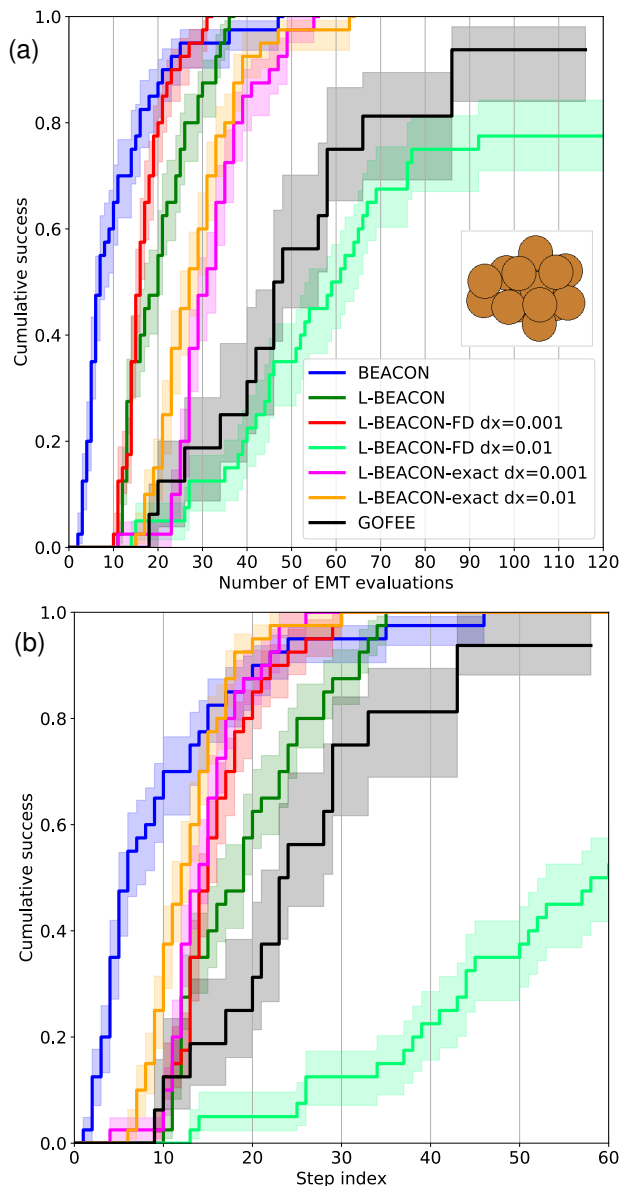 (a)
1.0
0.8
0.6
0.4
0.2
0.0
Cumulative success
BEACON
L-BEACON
L-BEACON-FD dx=0.001
L-BEACON-FD dx=0.01
L-BEACON-exact dx=0.001
L-BEACON-exact dx=0.01
GOFEE
0 10 20 30 40 50 60 70 80 90 100 110 120
Number of EMT evaluations
(b)
1.0
0.8
0.6
0.4
0.2
0.0
Cumulative success
0 10 20 30 40 50 60
Step index